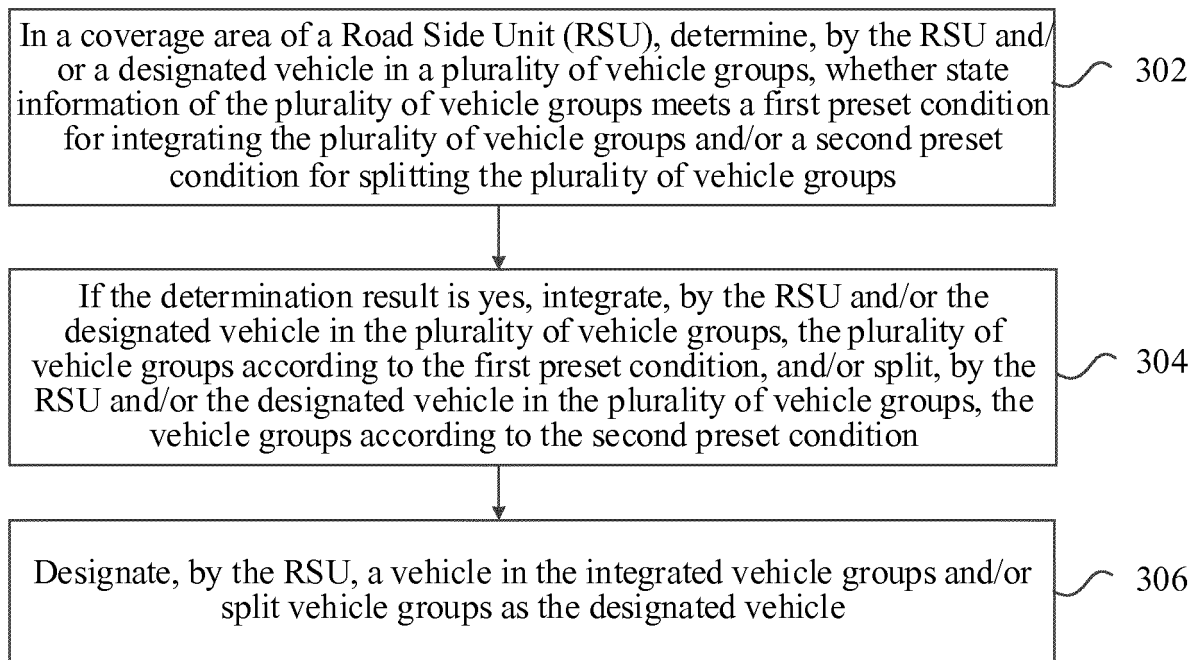 In a coverage area of a Road Side Unit (RSU), determine, by the RSU and/
or a designated vehicle in a plurality of vehicle groups, whether state
information of the plurality of vehicle groups meets a first preset condition
for integrating the plurality of vehicle groups and/or a second preset
condition for splitting the plurality of vehicle groups
302
If the determination result is yes, integrate, by the RSU and/or the
designated vehicle in the plurality of vehicle groups, the plurality of
vehicle groups according to the first preset condition, and/or split, by the
RSU and/or the designated vehicle in the plurality of vehicle groups, the
vehicle groups according to the second preset condition
304
Designate, by the RSU, a vehicle in the integrated vehicle groups and/or
split vehicle groups as the designated vehicle
306